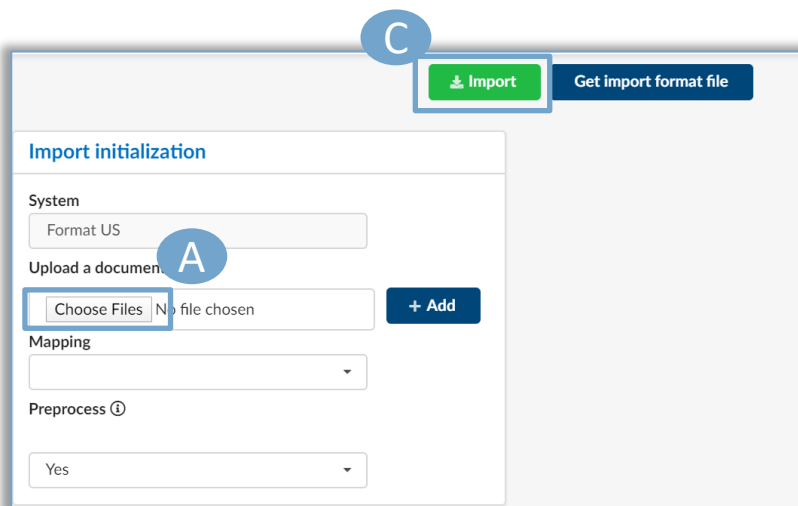 C
Import
Get import format file
Import initialization
System
Format US
A
Upload a documen
Choose Files No file chosen
+ Add
Mapping
Preprocess
Yes